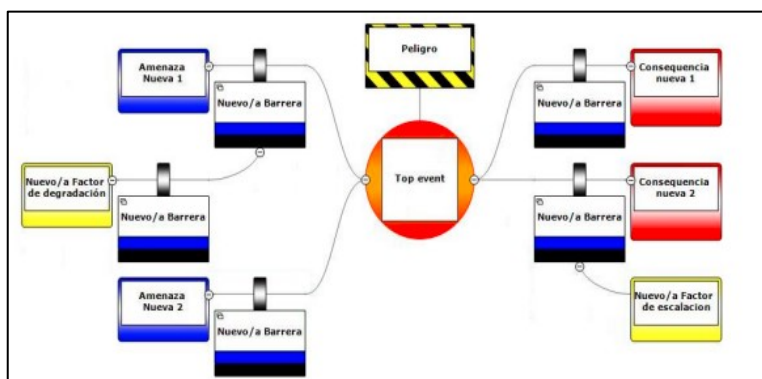 Peligro
Amenaza
Nueva 1
Nuevo/a Barrera
Nuevo/a Barrera
Consequencia
nueva 1
Top event
Nuevo/a Factor
de degradación
Nuevo/a Barrera
Nuevo/a Barrera
Consequencia
nueva 2
Amenaza
Nueva 2
Nuevo/a Barrera
Nuevo/a Factor
de escalacion